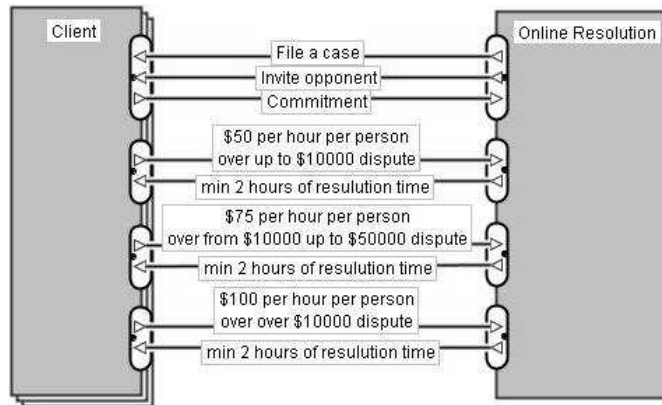 Client
Online Resolution
File a case
Invite opponent
Commitment
$50 per hour per person
over up to $10000 dispute
min 2 hours of resulution time
$75 per hour per person
over from $10000 up to $50000 dispute
min 2 hours of resulution time
$100 per hour per person
over over $10000 dispute
min 2 hours of resulution time